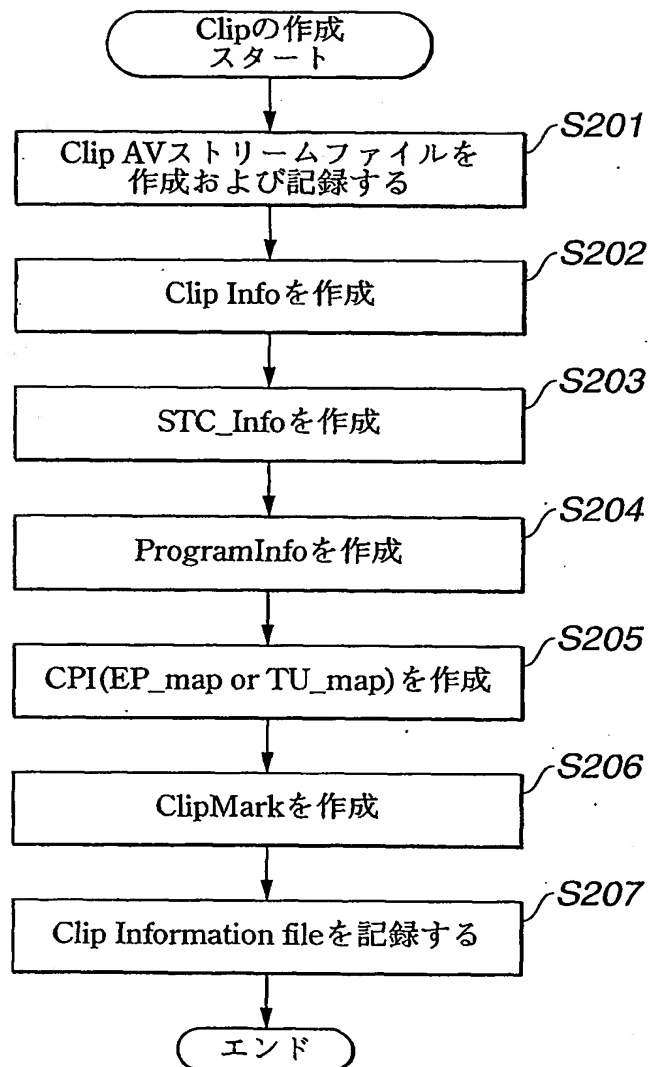 Clipの作成
スタート
S201
Clip AVストリームファイルを
作成および記録する
S202
Clip Infoを作成
S203
STC_Infoを作成
S204
ProgramInfoを作成
S205
CPI(EP_map or TU_map)を作成
S206
ClipMarkを作成
S207
Clip Information fileを記録する
エンド